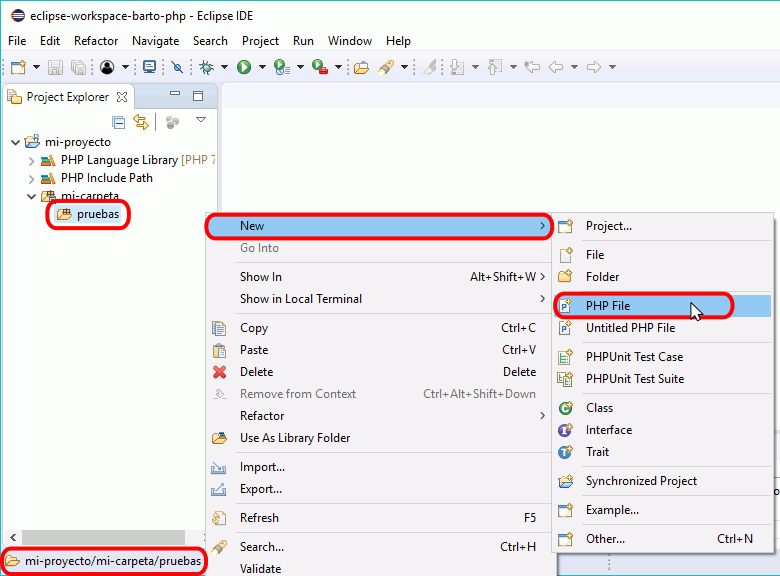 eclipse-workspace-barto-php - Eclipse IDE
File Edit Refactor Navigate Search Project Run Window Help
Project Explorer
mi-proyecto
PHP Language Library [PHP 7
PHP Include Path
mi-carpeta
pruebas
New
Go Into
Show In Alt+Shift+W
Show in Local Terminal
Copy Ctrl+C
Paste Ctrl+V
Delete Delete
Remove from Context Ctrl+Alt+Shift+Down
Refactor
Use As Library Folder
Import...
Export...
Refresh F5
Search... Ctrl+H
Validate
Project...
File
Folder
PHP File
Untitled PHP File
PHPUnit Test Case
PHPUnit Test Suite
Class
Interface
Trait
Synchronized Project
Example...
Other... Ctrl+N
mi-proyecto/mi-carpeta/pruebas